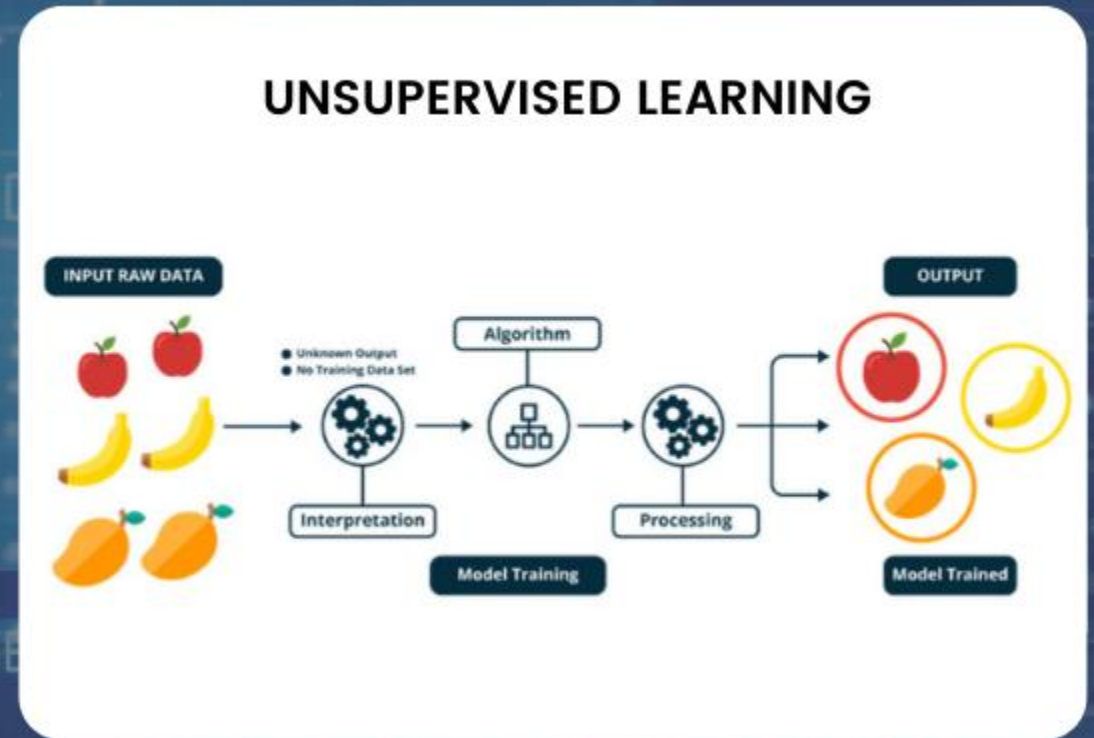 UNSUPERVISED LEARNING
INPUT RAW DATA
OUTPUT
Unknown Output
No Training Data Set
Algorithm
Interpretation
Processing
Model Training
Model Trained